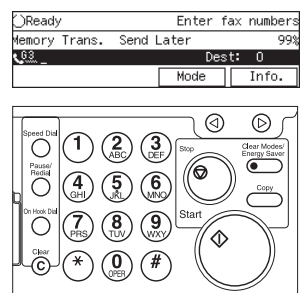 Ready Enter fax numbers
Memory Trans. Send Later 99%
G3 _ Dest: 0
Mode Info.
Speed Dial
Pause/
Redial
On Hook Dial
Clear
C
1
2
ABC
3
DEF
4
GHI
5
JKL
6
MNO
7
PRS
8
TUV
9
WXY
*
0
OPER
#
Stop
Clear Modes/
Energy Saver
Copy
Start